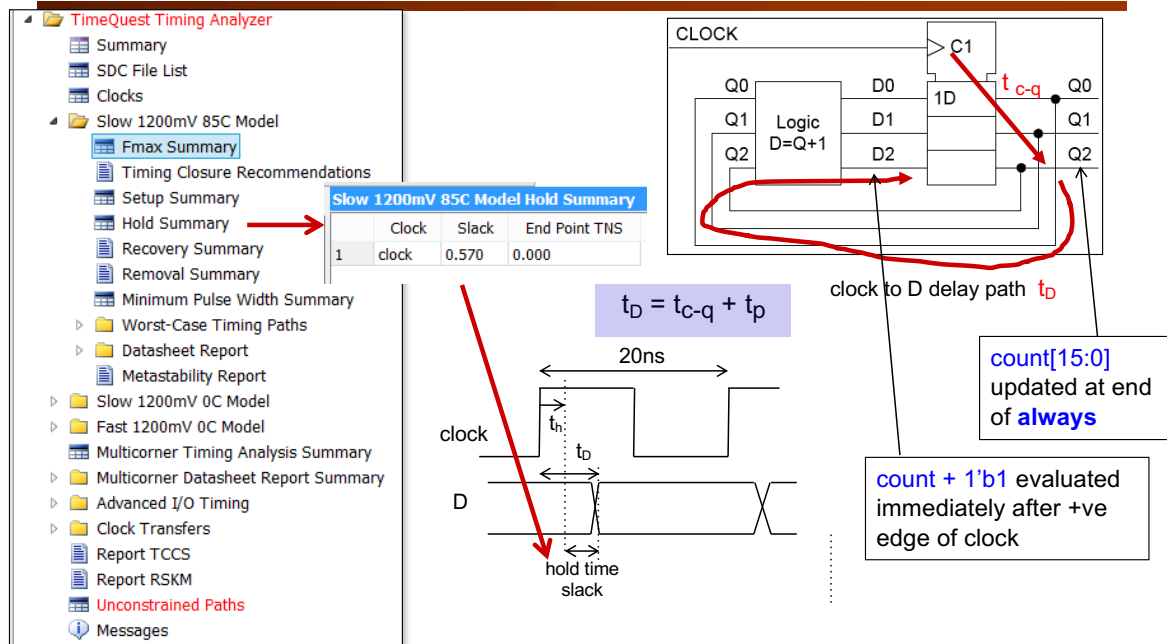 TimeQuest Timing Analyzer
Summary
SDC File List
Clocks
Slow 1200mV 85C Model
Fmax Summary
Timing Closure Recommendations
Setup Summary
Hold Summary
Recovery Summary
Removal Summary
Minimum Pulse Width Summary
Worst-Case Timing Paths
Datasheet Report
Metastability Report
Slow 1200mV 0C Model
Fast 1200mV 0C Model
Multicorner Timing Analysis Summary
Multicorner Datasheet Report Summary
Advanced I/O Timing
Clock Transfers
Report TCCS
Report RSKM
Unconstrained Paths
Messages
Slow 1200mV 85C Model Hold Summary
Clock Slack End Point TNS
1 clock 0.570 0.000
CLOCK
C1
t c-q
Q0 D0 1D Q0
Q1 Logic D1 Q1
D=Q+1
Q2 D2 Q2
clock to D delay path tD
tD = tc-q + tp
20ns
th
clock
tD
D
hold time
slack
count[15:0]
updated at end
of always
count + 1'b1 evaluated
immediately after +ve
edge of clock